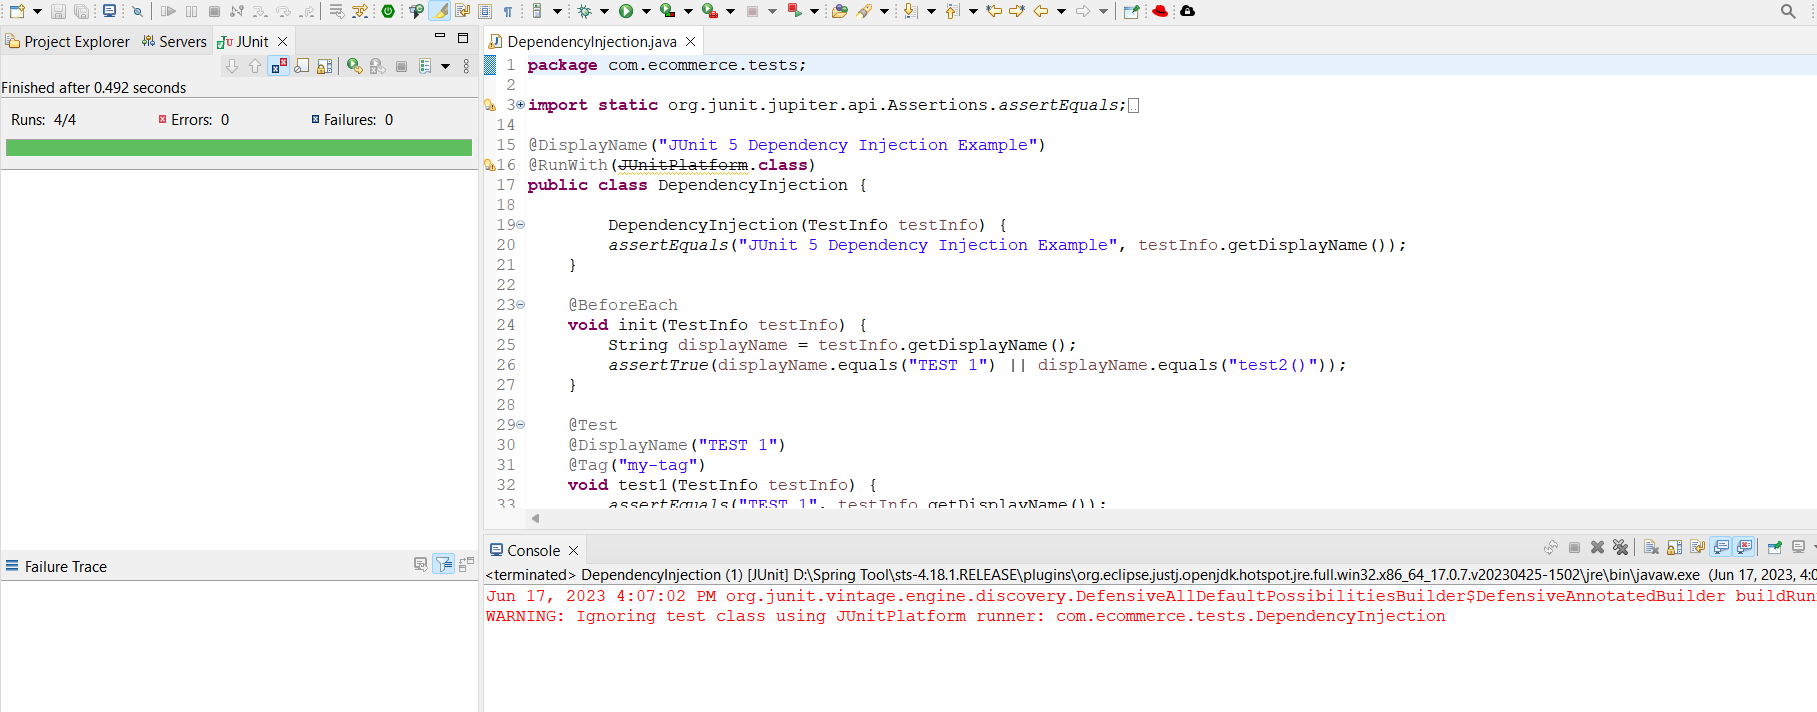 Project Explorer Servers JUnit
Finished after 0.492 seconds
Runs: 4/4 Errors: 0 Failures: 0
Failure Trace
DependencyInjection.java
1 package com.ecommerce.tests;
2
3 import static org.junit.jupiter.api.Assertions.assertEquals;
14
15 @DisplayName("JUnit 5 Dependency Injection Example")
16 @RunWith(JUnitPlatform.class)
17 public class DependencyInjection {
18
19 DependencyInjection(TestInfo testInfo) {
20 assertEquals("JUnit 5 Dependency Injection Example", testInfo.getDisplayName());
21 }
22
23 @BeforeEach
24 void init(TestInfo testInfo) {
25 String displayName = testInfo.getDisplayName();
26 assertTrue(displayName.equals("TEST 1") || displayName.equals("test2()"));
27 }
28
29 @Test
30 @DisplayName("TEST 1")
31 @Tag("my-tag")
32 void test1(TestInfo testInfo) {
33 assertEquals("TEST 1", testInfo.getDisplayName());
Console
<terminated> DependencyInjection (1) [JUnit] D:\Spring Tool\sts-4.18.1.RELEASE\plugins\org.eclipse.justj.openjdk.hotspot.jre.full.win32.x86_64_17.0.7.v20230425-1502\jre\bin\javaw.exe (Jun 17, 2023, 4:0
Jun 17, 2023 4:07:02 PM org.junit.vintage.engine.discovery.DefensiveAllDefaultPossibilitiesBuilder$DefensiveAnnotatedBuilder buildRun
WARNING: Ignoring test class using JUnitPlatform runner: com.ecommerce.tests.DependencyInjection